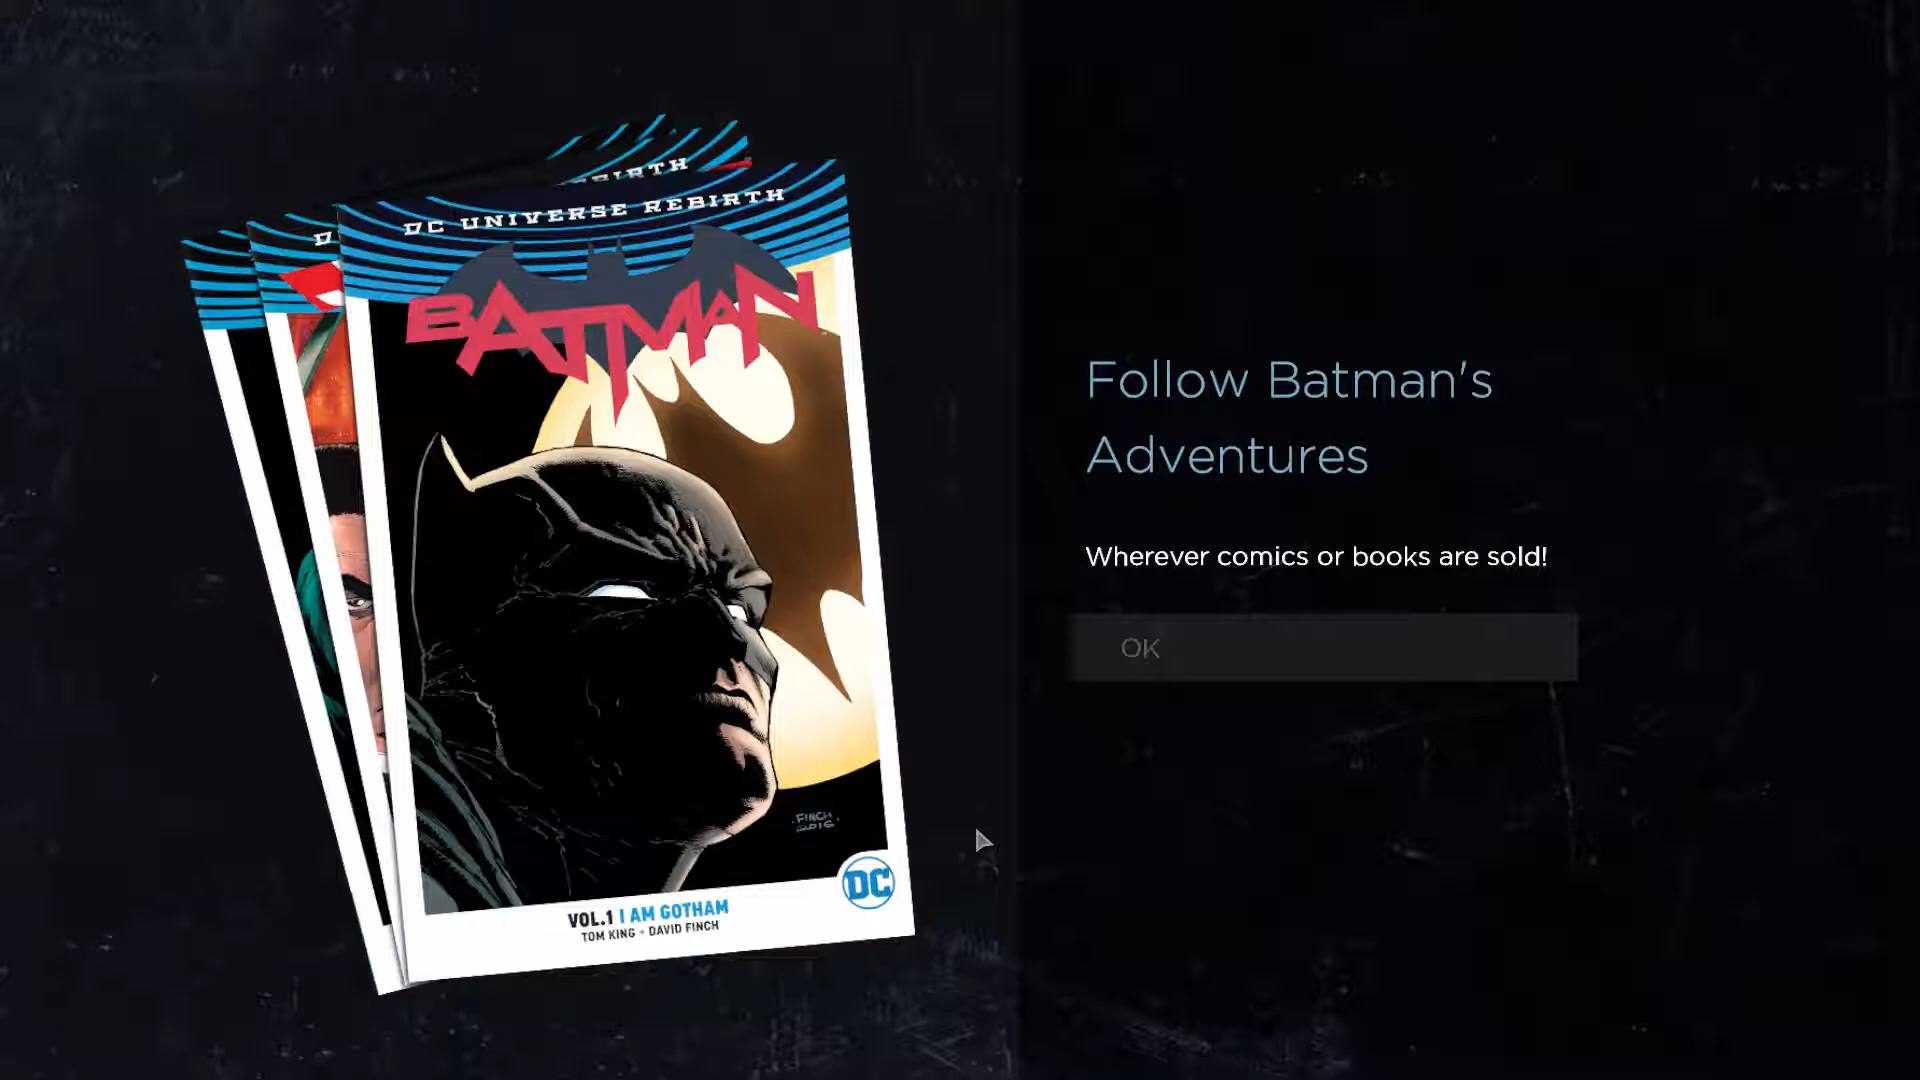 REBIRTH
DC UNIVERSE REBIRTH
D
BATMAN
Follow Batman's
Adventures
Wherever comics or books are sold!
OK
FINCH
2016
DC
VOL.1 I AM GOTHAM
TOM KING + DAVID FINCH